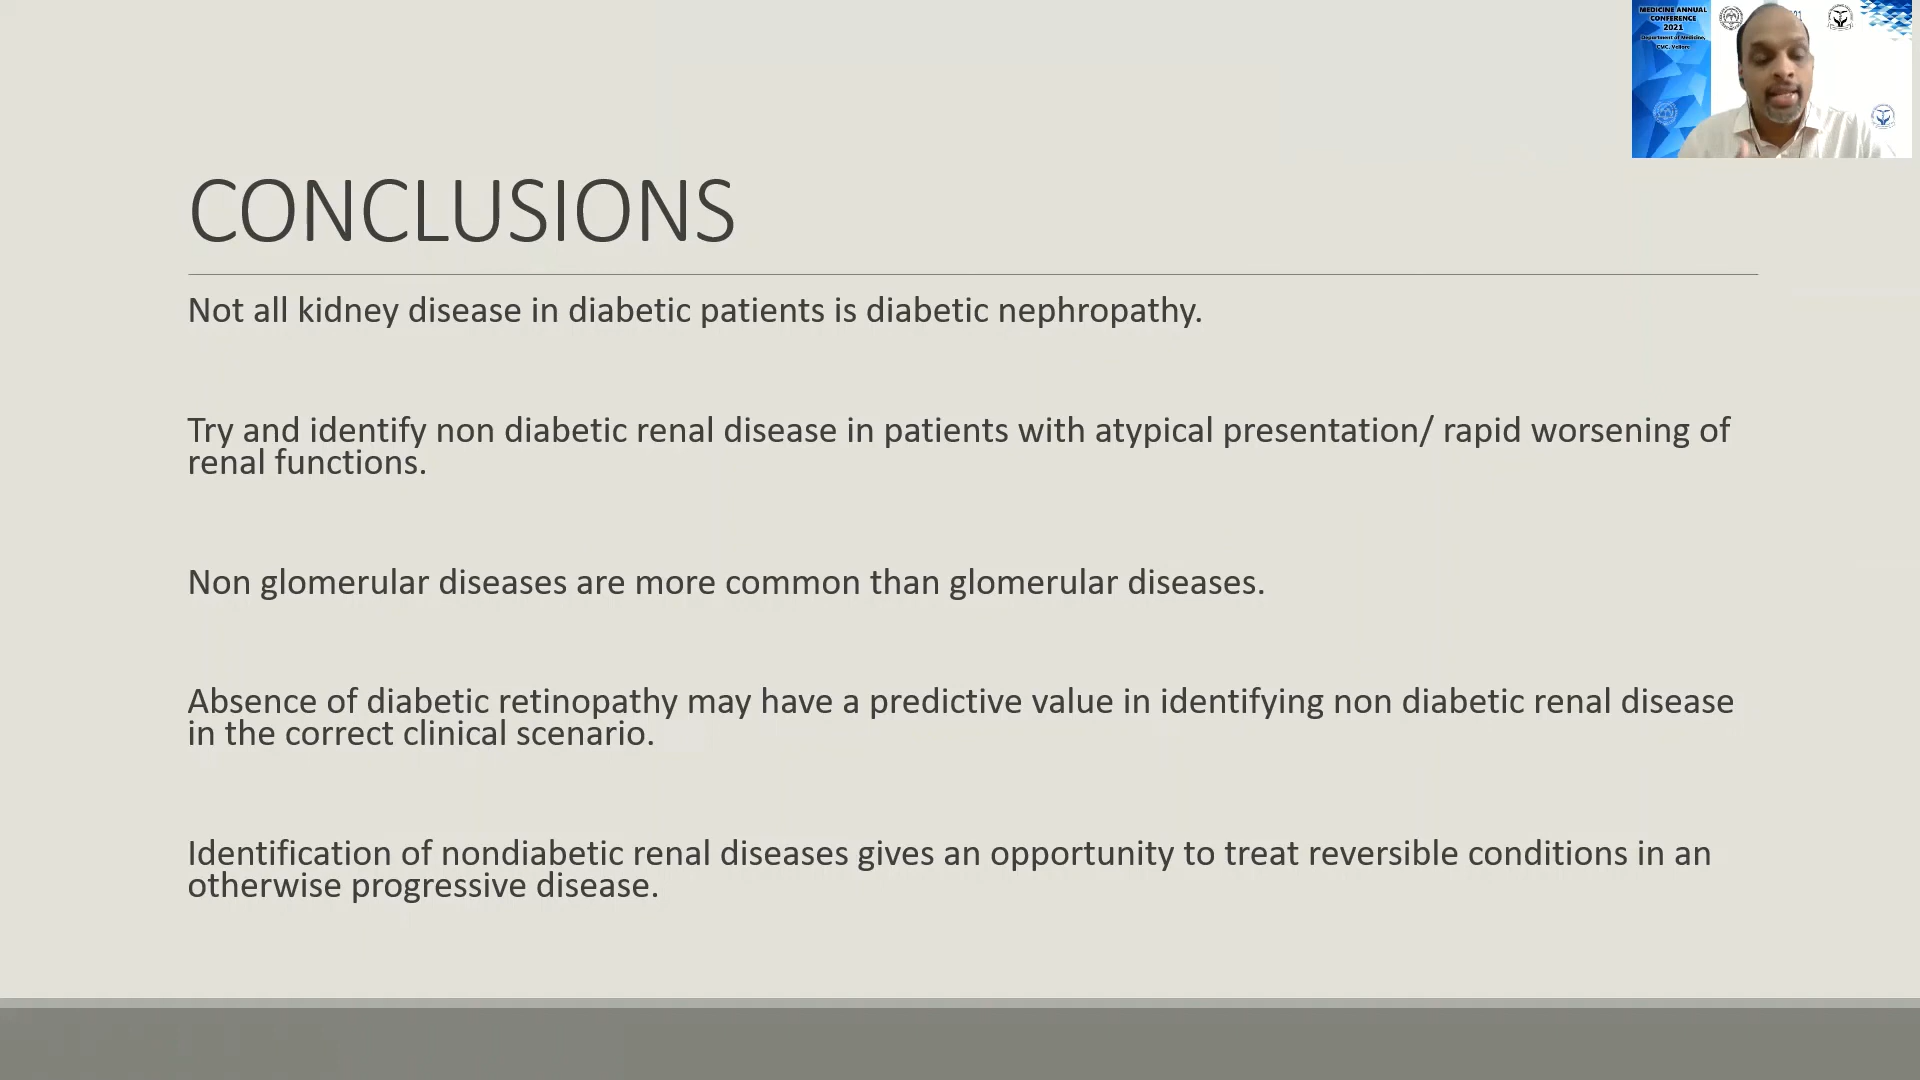 MEDICINE ANNUAL
CONFERENCE
2021
Department of Medicine,
CMC, Vellore
CONCLUSIONS
Not all kidney disease in diabetic patients is diabetic nephropathy.
Try and identify non diabetic renal disease in patients with atypical presentation/ rapid worsening of
renal functions.
Non glomerular diseases are more common than glomerular diseases.
Absence of diabetic retinopathy may have a predictive value in identifying non diabetic renal disease
in the correct clinical scenario.
Identification of nondiabetic renal diseases gives an opportunity to treat reversible conditions in an
otherwise progressive disease.